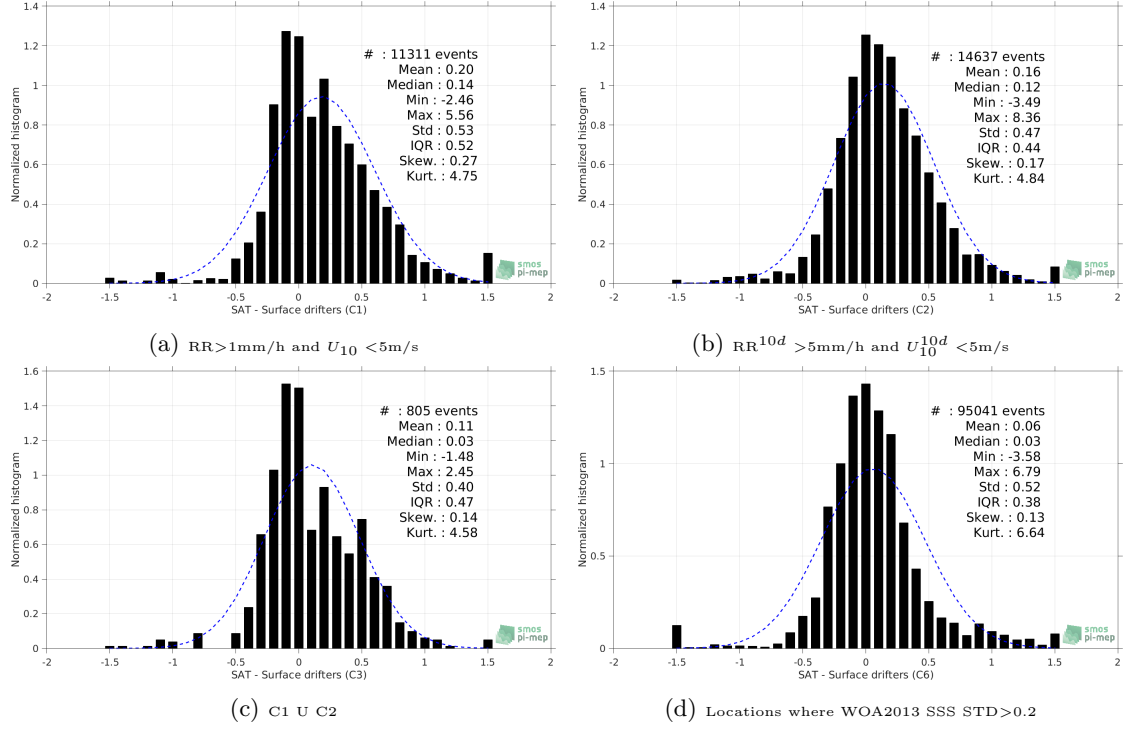 1.4
1.2
1
0.8
0.6
0.4
0.2
0
Normalized histogram
# : 11311 events
Mean : 0.20
Median : 0.14
Min : -2.46
Max : 5.56
Std : 0.53
IQR : 0.52
Skew. : 0.27
Kurt. : 4.75
smos
pi-mep
-2 -1.5 -1 -0.5 0 0.5 1 1.5 2
SAT - Surface drifters (C1)
(a) RR>1mm/h and U10 <5m/s
1.4
1.2
1
0.8
0.6
0.4
0.2
0
Normalized histogram
# : 14637 events
Mean : 0.16
Median : 0.12
Min : -3.49
Max : 8.36
Std : 0.47
IQR : 0.44
Skew. : 0.17
Kurt. : 4.84
smos
pi-mep
-2 -1.5 -1 -0.5 0 0.5 1 1.5 2
SAT - Surface drifters (C2)
(b) RR10d >5mm/h and U10d10 <5m/s
1.6
1.4
1.2
1
0.8
0.6
0.4
0.2
0
Normalized histogram
# : 805 events
Mean : 0.11
Median : 0.03
Min : -1.48
Max : 2.45
Std : 0.40
IQR : 0.47
Skew. : 0.14
Kurt. : 4.58
smos
pi-mep
-2 -1.5 -1 -0.5 0 0.5 1 1.5 2
SAT - Surface drifters (C3)
(c) C1 U C2
1.5
1
0.5
0
Normalized histogram
# : 95041 events
Mean : 0.06
Median : 0.03
Min : -3.58
Max : 6.79
Std : 0.52
IQR : 0.38
Skew. : 0.13
Kurt. : 6.64
smos
pi-mep
-2 -1.5 -1 -0.5 0 0.5 1 1.5 2
SAT - Surface drifters (C6)
(d) Locations where WOA2013 SSS STD>0.2